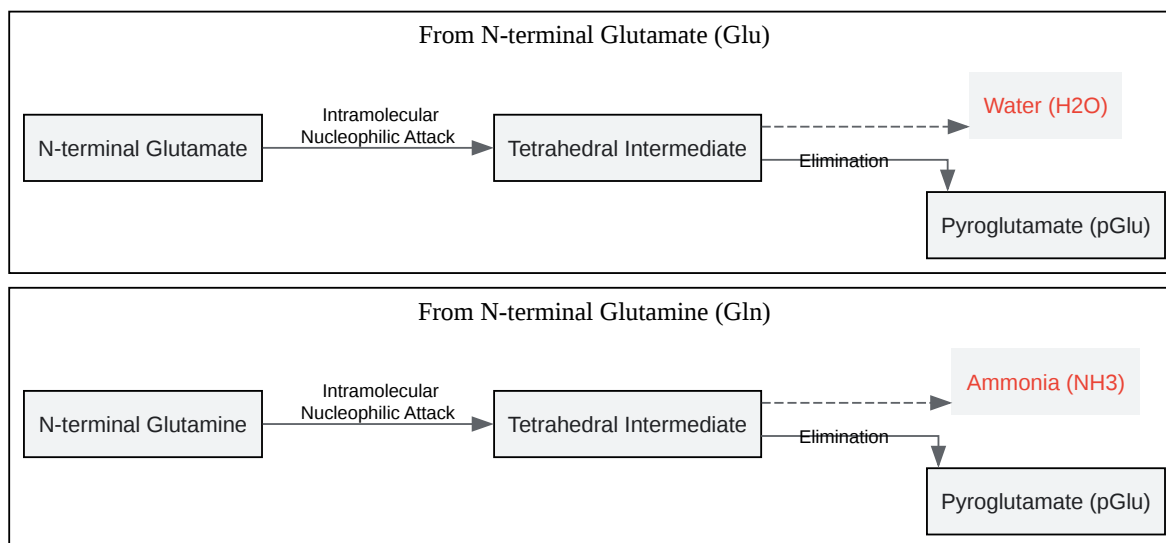 From N-terminal Glutamate (Glu)
Water (H2O)
Intramolecular
Nucleophilic Attack
N-terminal Glutamate
Tetrahedral Intermediate
Elimination
Pyroglutamate (pGlu)
From N-terminal Glutamine (Gln)
Ammonia (NH3)
Intramolecular
Nucleophilic Attack
N-terminal Glutamine
Tetrahedral Intermediate
Elimination
Pyroglutamate (pGlu)